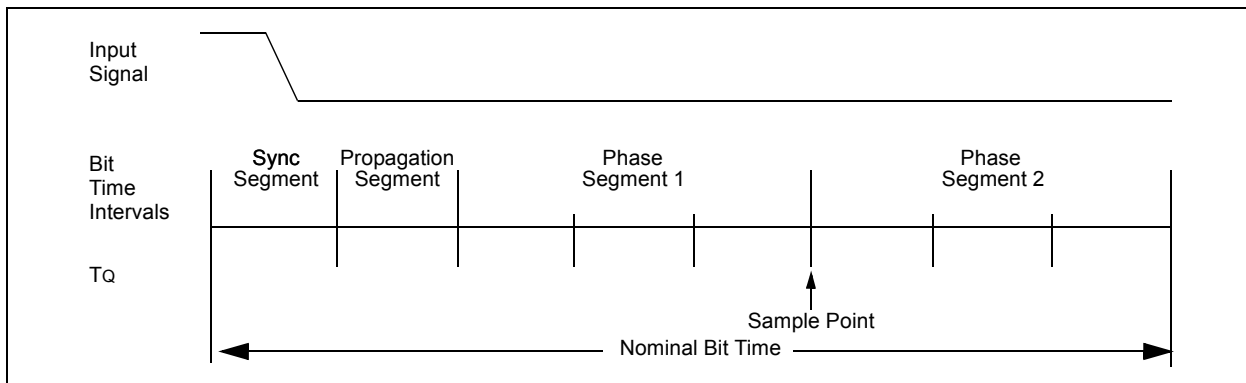 Input
Signal
Bit
Time
Intervals
Sync
Segment
Propagation
Segment
Phase
Segment 1
Phase
Segment 2
TQ
Sample Point
Nominal Bit Time